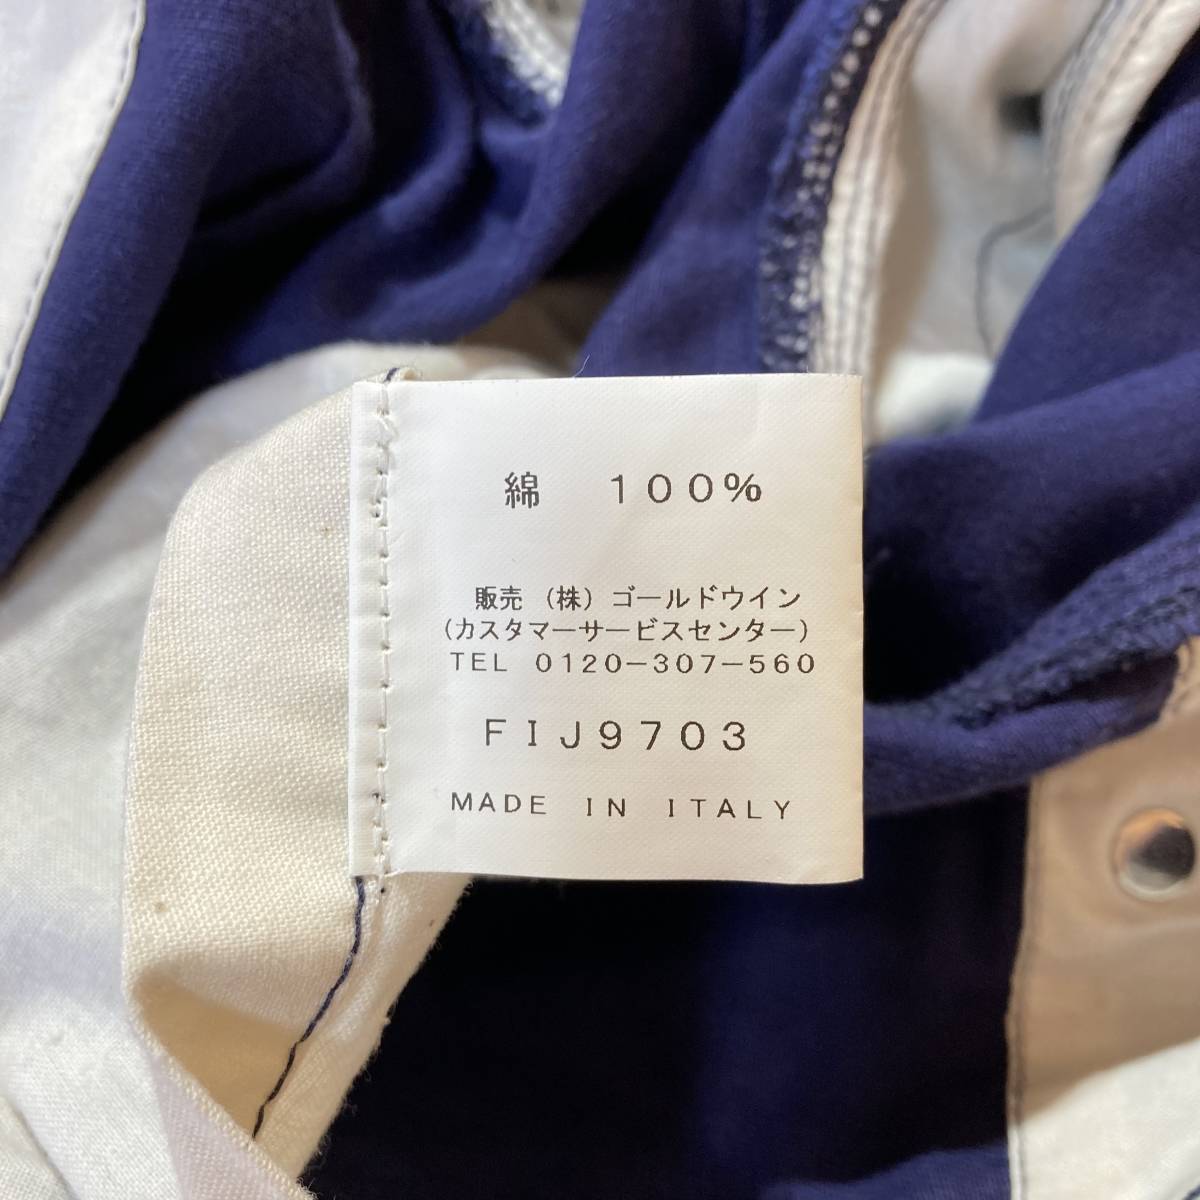 綿 100%
販売 (株) ゴールドウイン
(カスタマーサービスセンター)
TEL 0120-307-560
FIJ9703
MADE IN ITALY